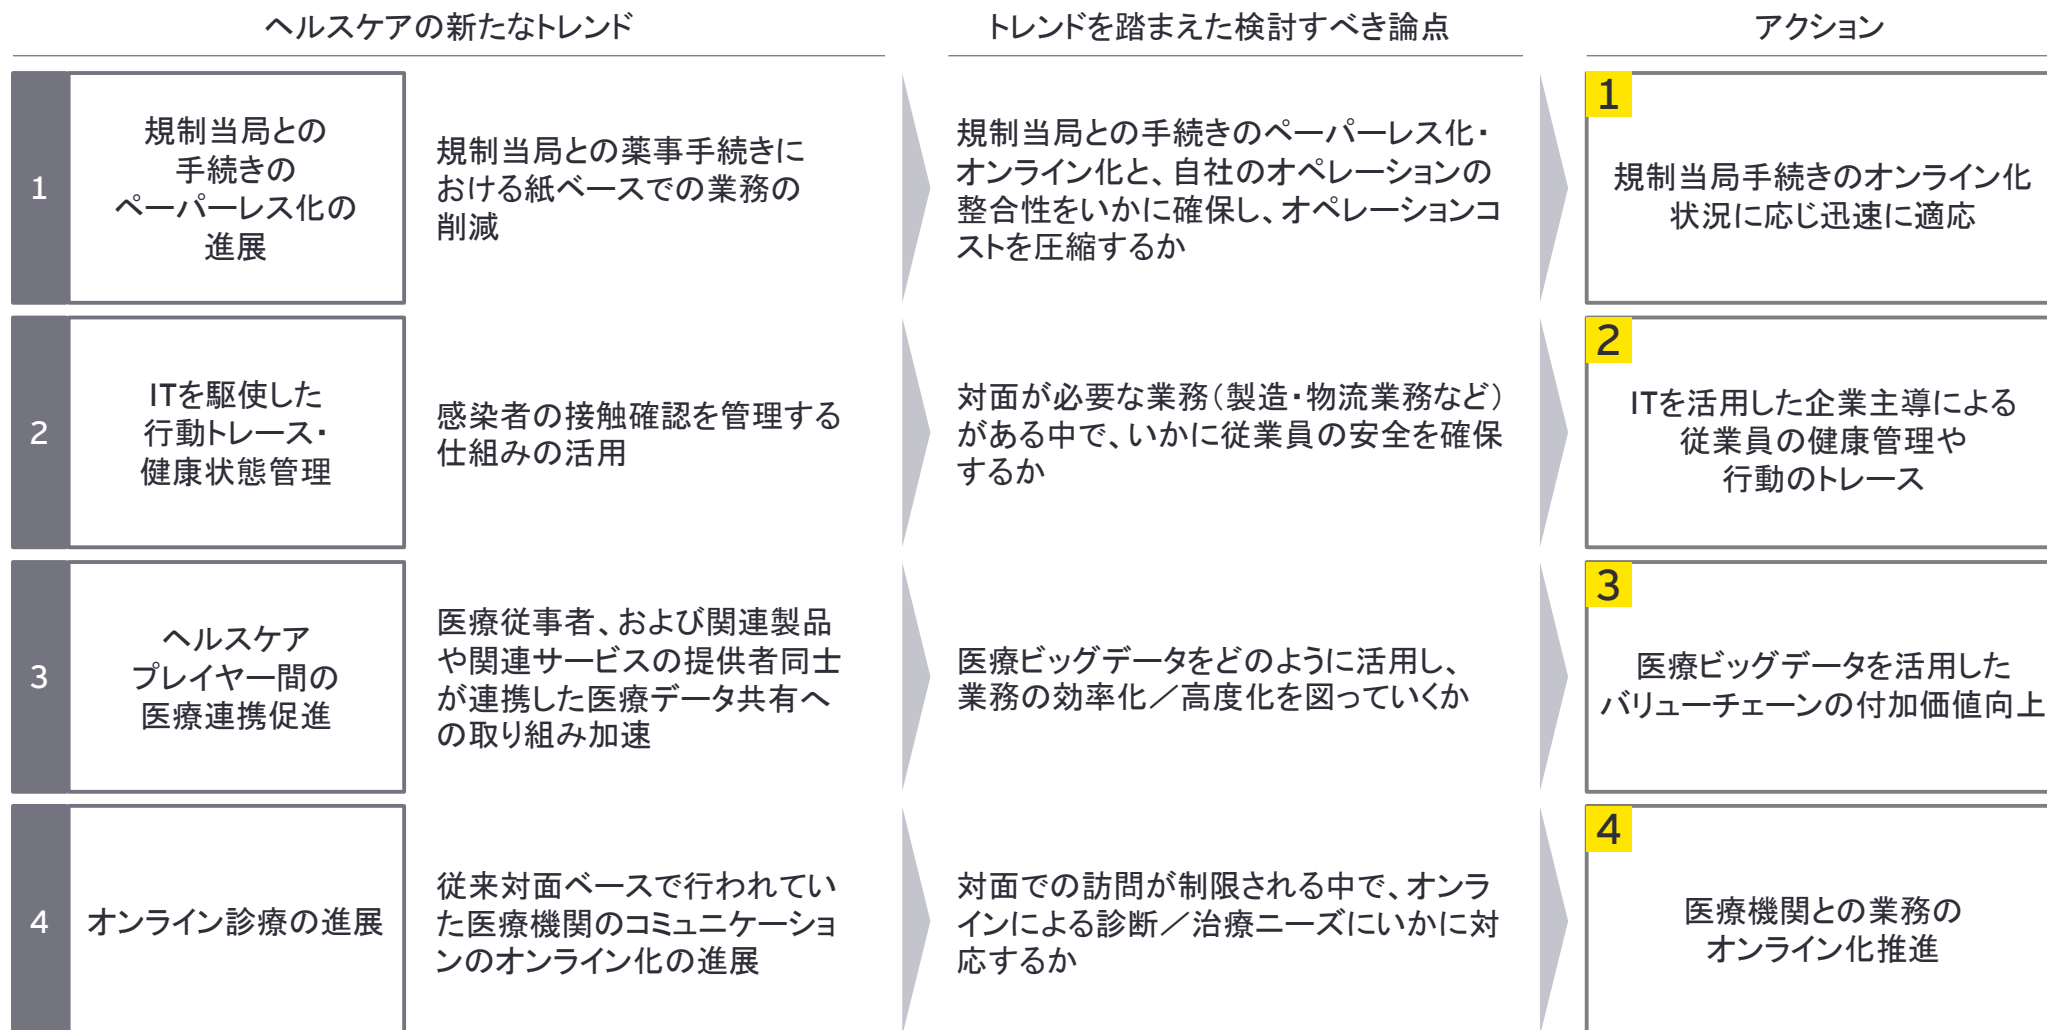 ヘルスケアの新たなトレンド
トレンドを踏まえた検討すべき論点
アクション
1
規制当局との
手続きの
ペーパーレス化の
進展
規制当局との薬事手続きに
おける紙ベースでの業務の
削減
規制当局との手続きのペーパーレス化・
オンライン化と、自社のオペレーションの
整合性をいかに確保し、オペレーションコ
ストを圧縮するか
1
規制当局手続きのオンライン化
状況に応じ迅速に適応
2
ITを駆使した
行動トレース・
健康状態管理
感染者の接触確認を管理する
仕組みの活用
対面が必要な業務（製造・物流業務など）
がある中で、いかに従業員の安全を確保
するか
2
ITを活用した企業主導による
従業員の健康管理や
行動のトレース
3
ヘルスケア
プレイヤー間の
医療連携促進
医療従事者、および関連製品
や関連サービスの提供者同士
が連携した医療データ共有へ
の取り組み加速
医療ビッグデータをどのように活用し、
業務の効率化／高度化を図っていくか
3
医療ビッグデータを活用した
バリューチェーンの付加価値向上
4
オンライン診療の進展
従来対面ベースで行われてい
た医療機関のコミュニケーショ
ンのオンライン化の進展
対面での訪問が制限される中で、オンラ
インによる診断／治療ニーズにいかに対
応するか
4
医療機関との業務の
オンライン化推進